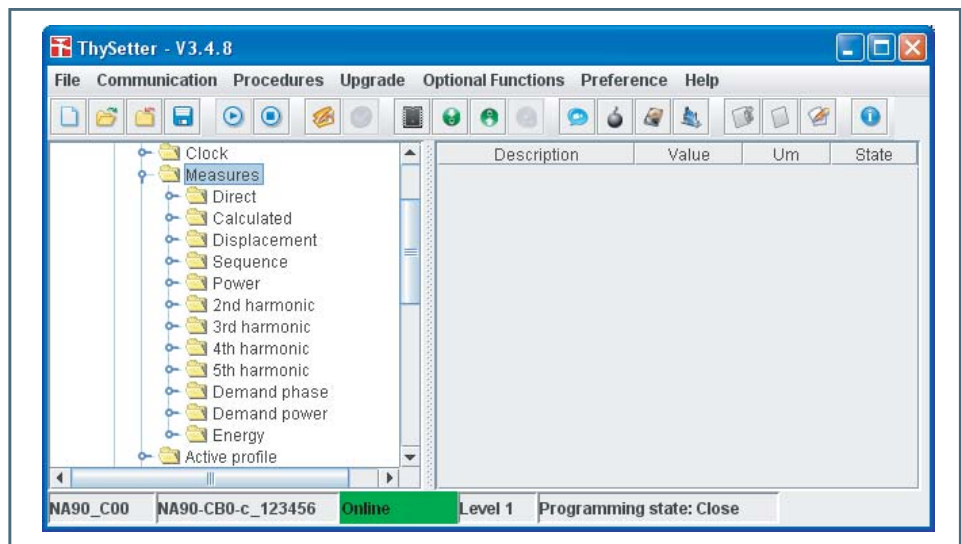 ThySetter - V3.4.8
File Communication Procedures Upgrade Optional Functions Preference Help
Clock
Measures
Direct
Calculated
Displacement
Sequence
Power
2nd harmonic
3rd harmonic
4th harmonic
5th harmonic
Demand phase
Demand power
Energy
Active profile
Description Value Um State
NA90_C00 NA90-CB0-c_123456 Online Level 1 Programming state: Close